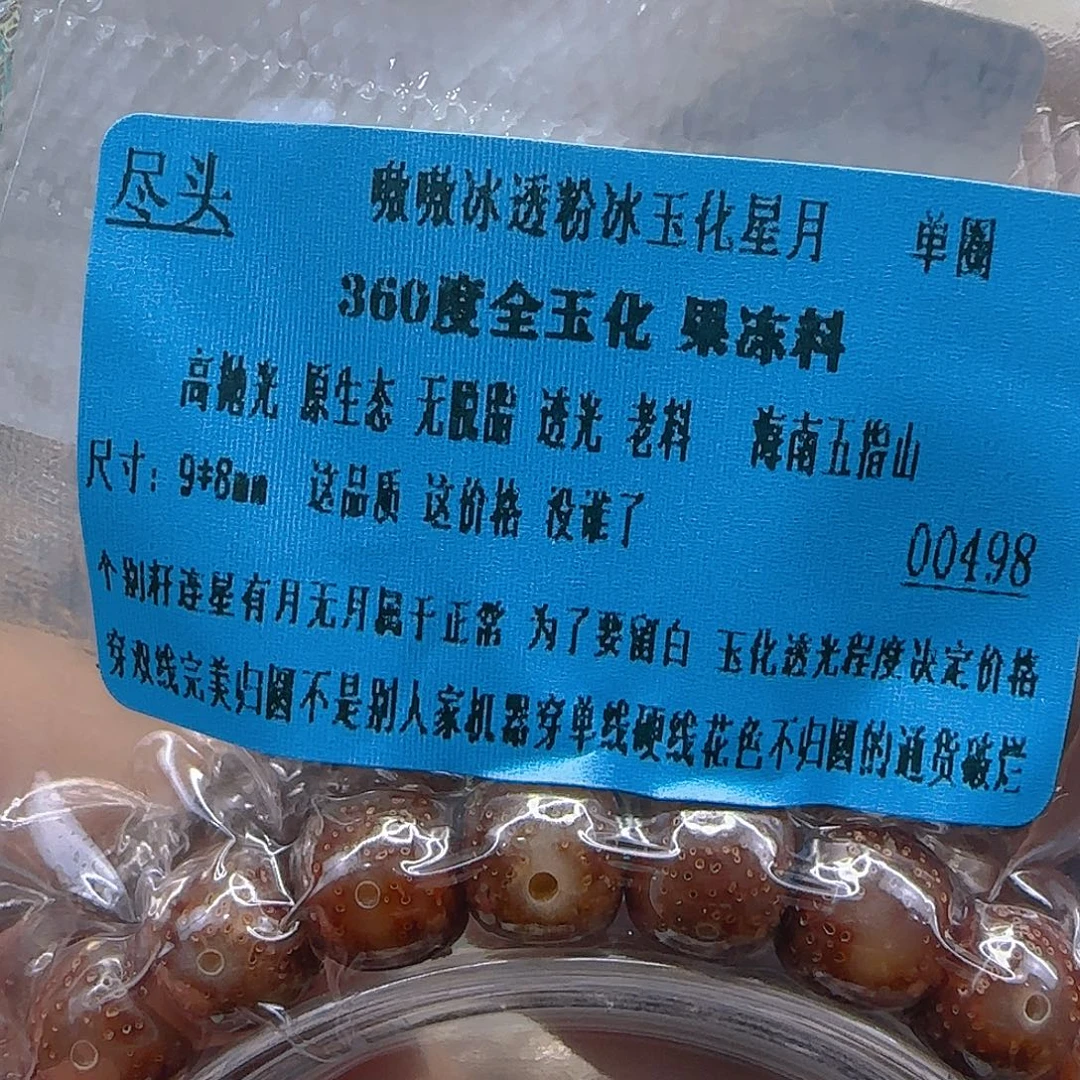 尽头 嗷嗷冰透粉冰玉化星月 单圈
360度全玉化 果冻料
高抛光 原生态 无脱脂 透光 老料 海南五指山
尺寸：9*8mm 这品质 这价格 没谁了
00498
个别籽连星有月无月属于正常 为了要留白 玉化透光程度决定价格
穿双线完美归圆不是别人家机器穿单线硬线花色不归圆的通货破烂